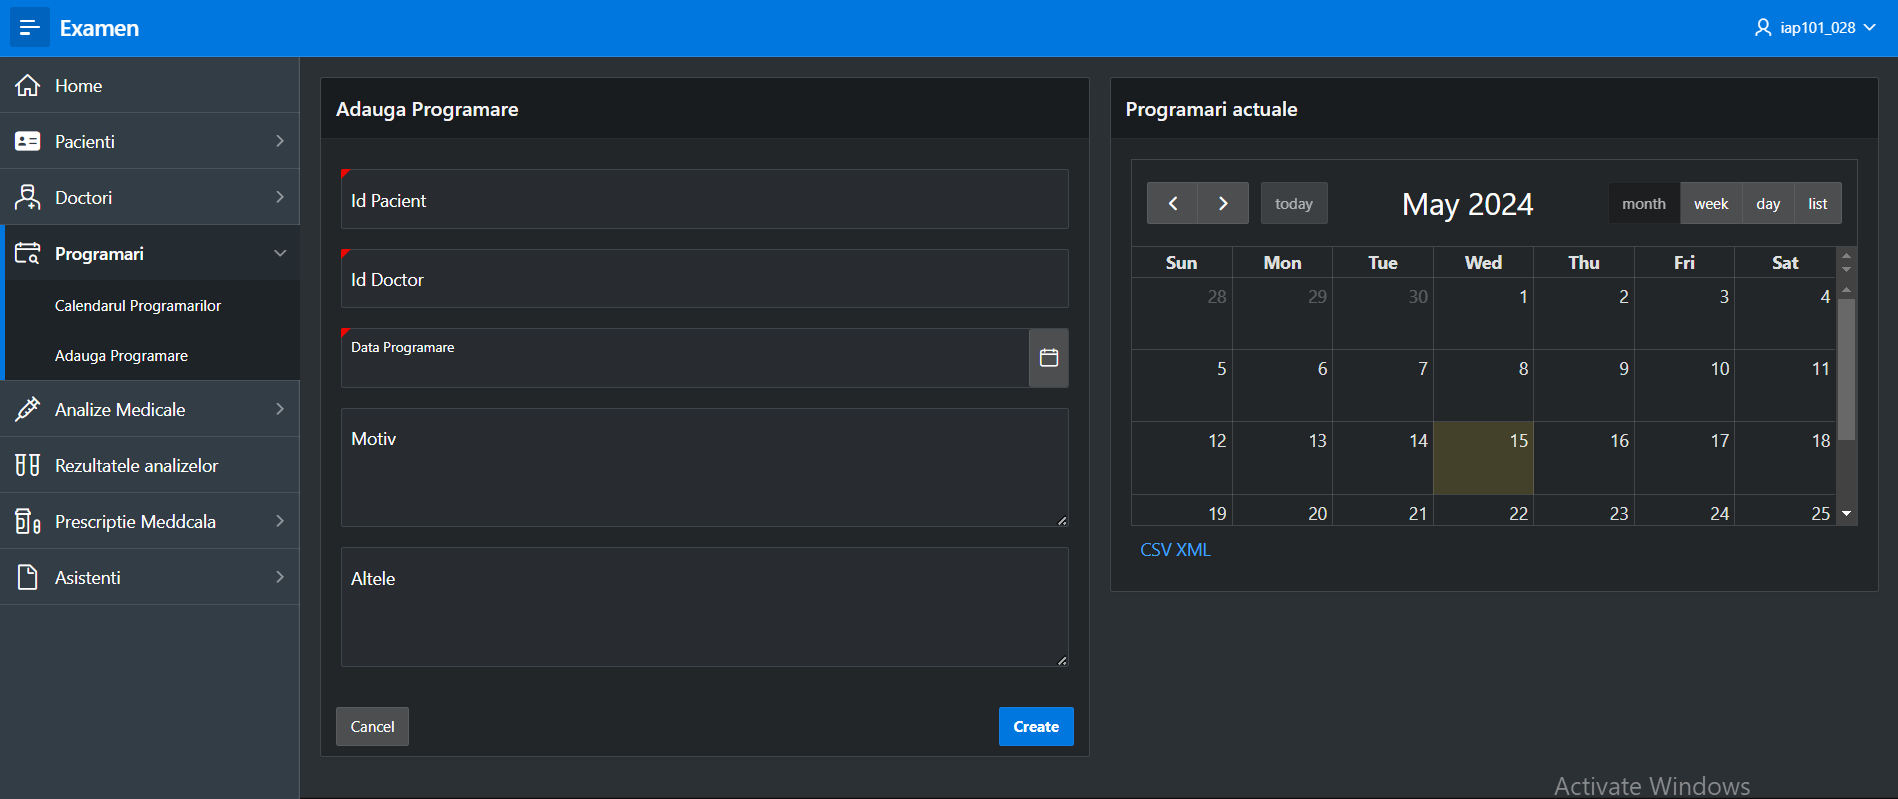 Examen
iap101_028
Home
Pacienti
Doctori
Programari
Calendarul Programarilor
Adauga Programare
Analize Medicale
Rezultatele analizelor
Prescriptie Meddcala
Asistenti
Adauga Programare
Id Pacient
Id Doctor
Data Programare
Motiv
Altele
Cancel
Create
Programari actuale
today
May 2024
month week day list
Sun Mon Tue Wed Thu Fri Sat
28 29 30 1 2 3 4
5 6 7 8 9 10 11
12 13 14 15 16 17 18
19 20 21 22 23 24 25
CSV XML
Activate Windows